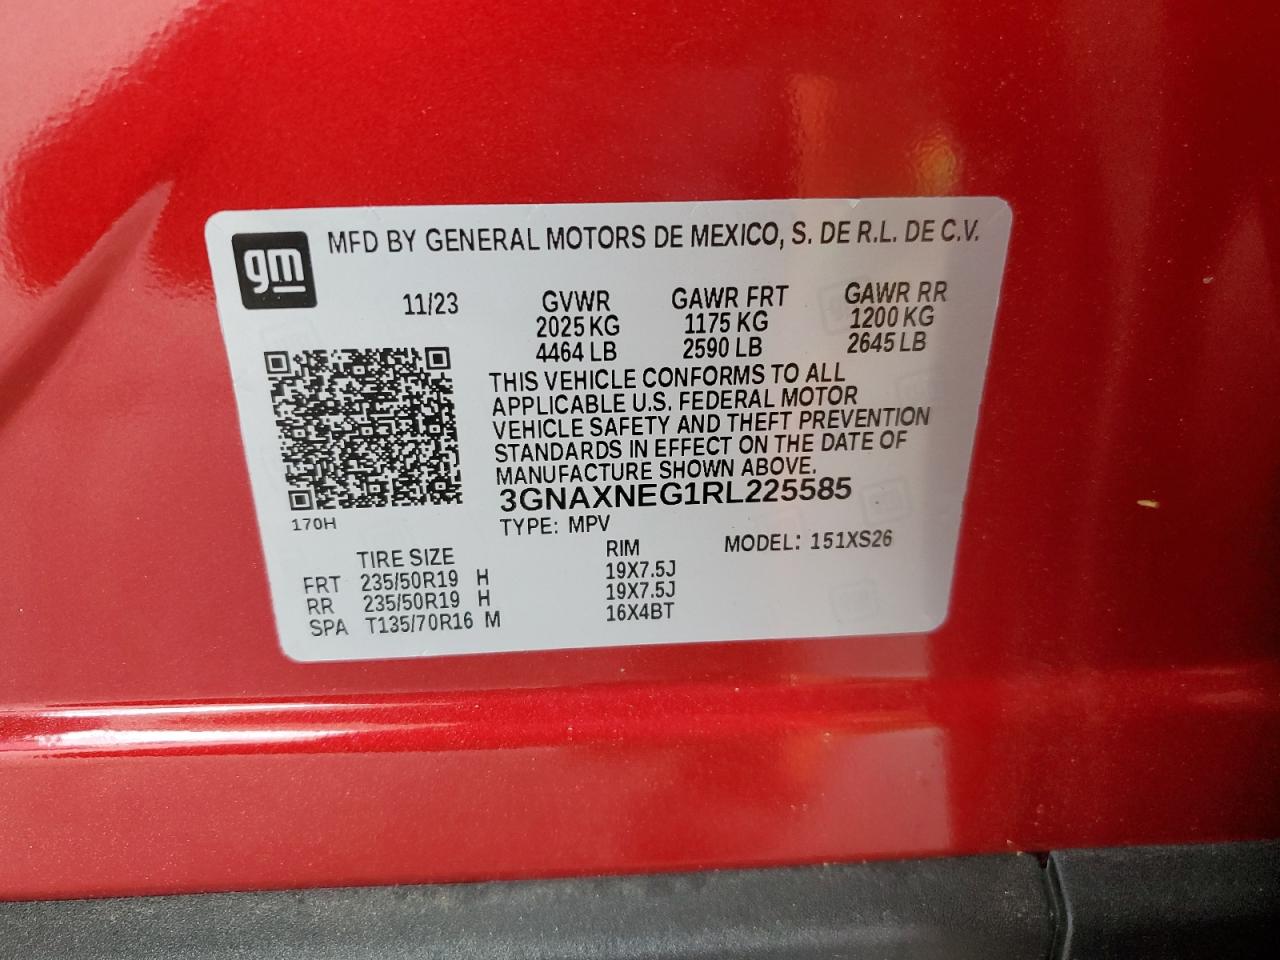 gm
MFD BY GENERAL MOTORS DE MEXICO, S. DE R.L. DE C.V.
11/23 GVWR GAWR FRT GAWR RR
2025 KG 1175 KG 1200 KG
4464 LB 2590 LB 2645 LB
THIS VEHICLE CONFORMS TO ALL
APPLICABLE U.S. FEDERAL MOTOR
VEHICLE SAFETY AND THEFT PREVENTION
STANDARDS IN EFFECT ON THE DATE OF
MANUFACTURE SHOWN ABOVE.
3GNAXNEG1RL225585
170H
TYPE: MPV MODEL: 151XS26
TIRE SIZE RIM
FRT 235/50R19 H 19X7.5J
RR 235/50R19 H 19X7.5J
SPA T135/70R16 M 16X4BT